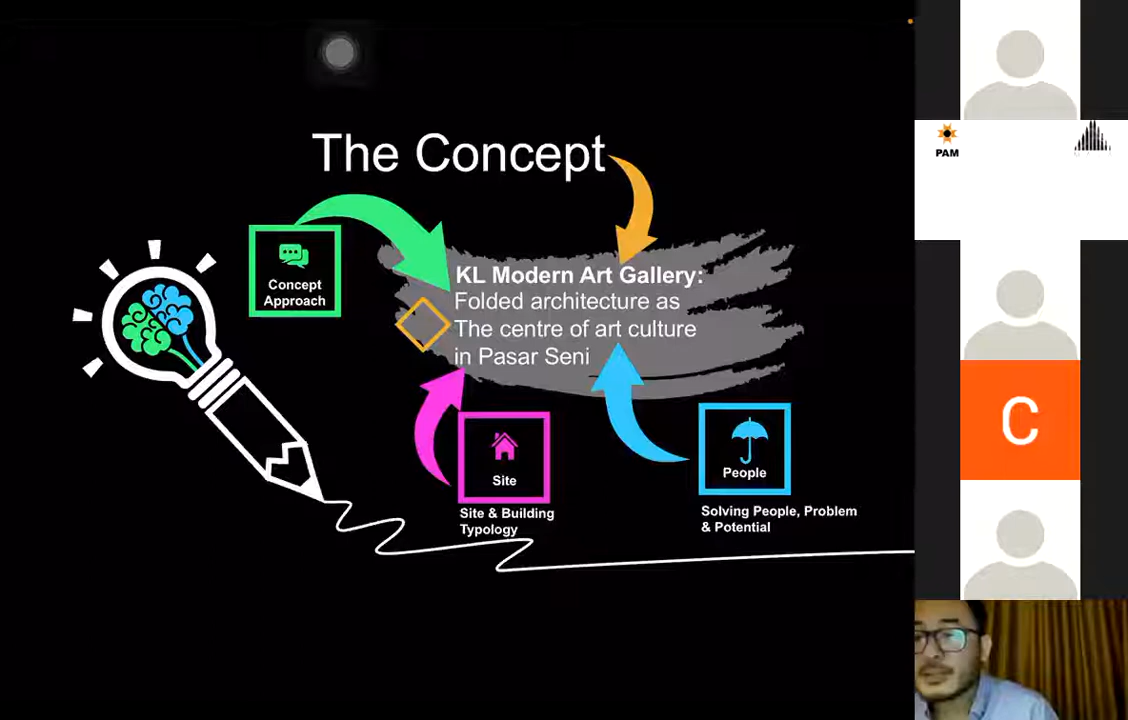 The Concept
Concept
Approach
KL Modern Art Gallery:
Folded architecture as
The centre of art culture
in Pasar Seni
Site
Site & Building
Typology
People
Solving People, Problem
& Potential
PAM
C